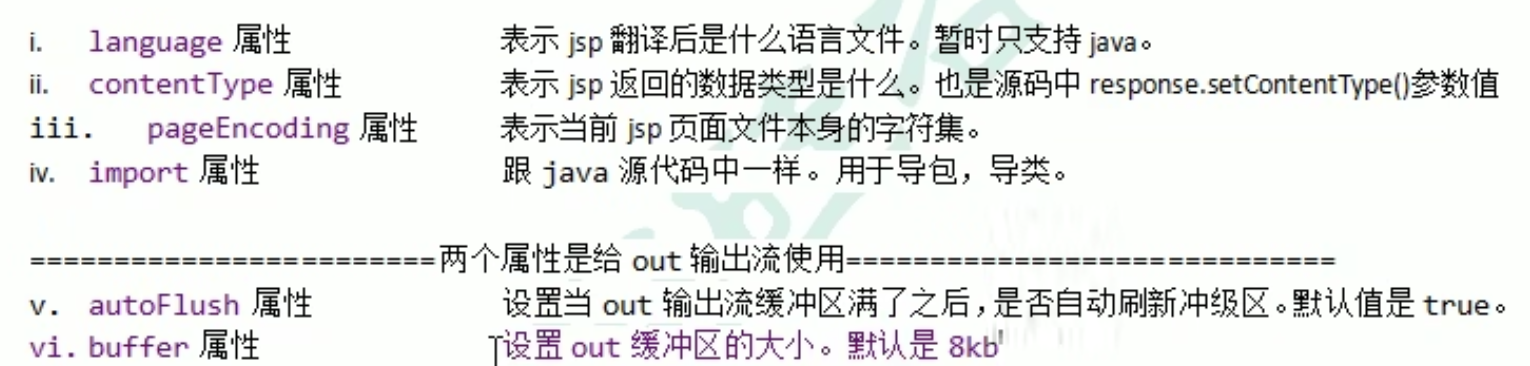 i. language 属性 表示 jsp 翻译后是什么语言文件。暂时只支持 java。
ii. contentType 属性 表示 jsp 返回的数据类型是什么。也是源码中 response.setContentType()参数值
iii. pageEncoding 属性 表示当前 jsp 页面文件本身的字符集。
iv. import 属性 跟 java 源代码中一样。用于导包，导类。
========================两个属性是给 out 输出流使用=============================
v. autoFlush 属性 设置当 out 输出流缓冲区满了之后，是否自动刷新冲级区。默认值是 true。
vi. buffer 属性 设置 out 缓冲区的大小。默认是 8kb